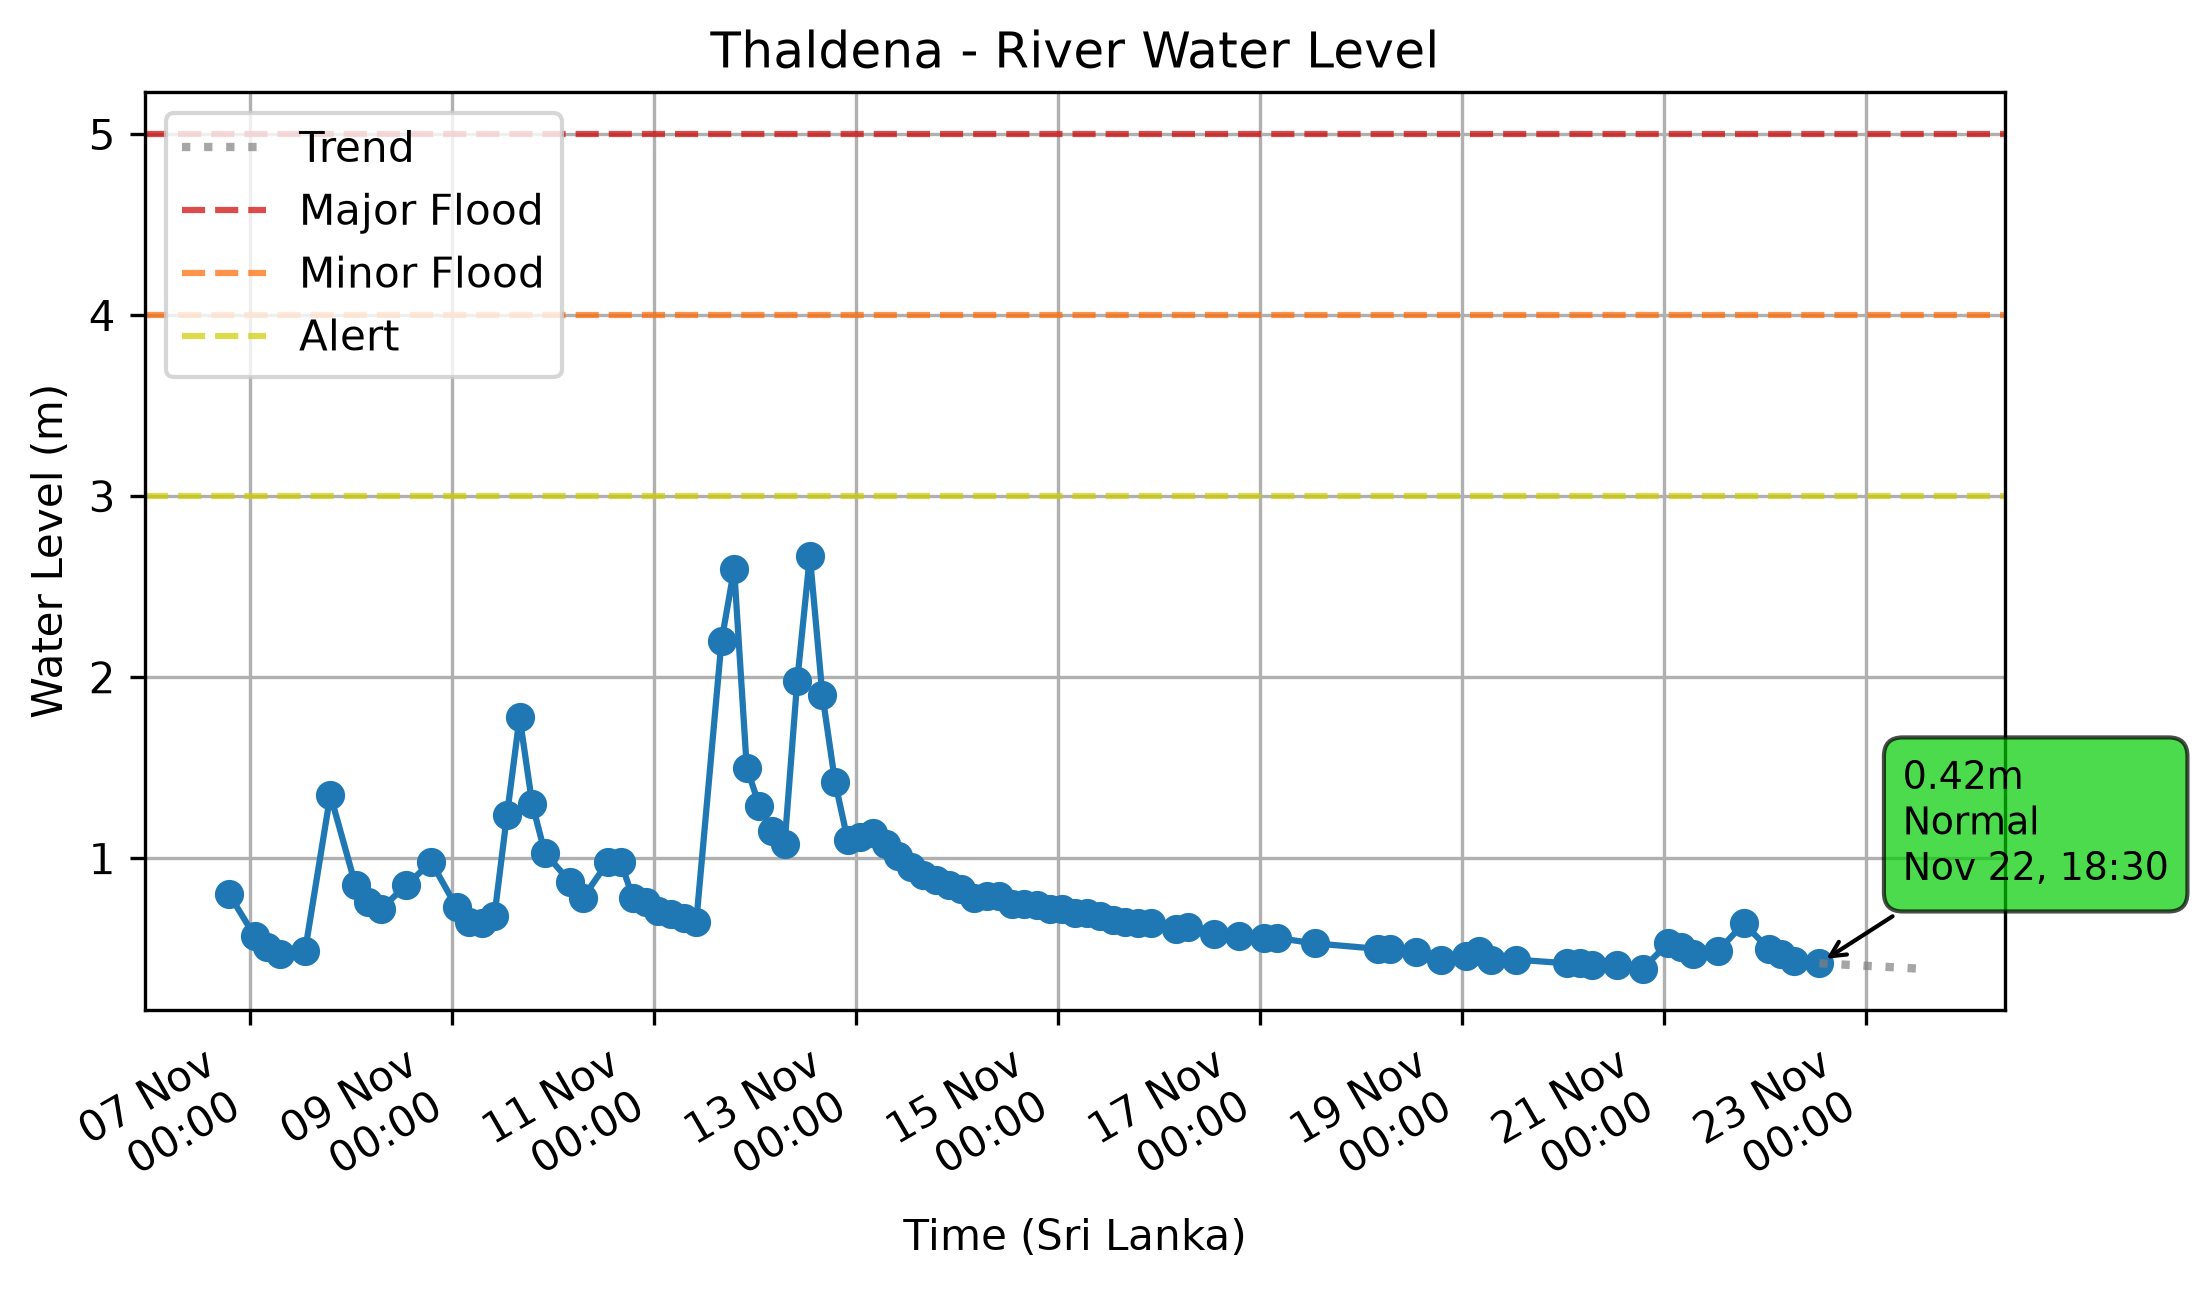 Thaldena - River Water Level
Trend
Major Flood
Minor Flood
Alert
5
4
3
2
1
Water Level (m)
0.42m
Normal
Nov 22, 18:30
07 Nov
00:00
09 Nov
00:00
11 Nov
00:00
13 Nov
00:00
15 Nov
00:00
17 Nov
00:00
19 Nov
00:00
21 Nov
00:00
23 Nov
00:00
Time (Sri Lanka)